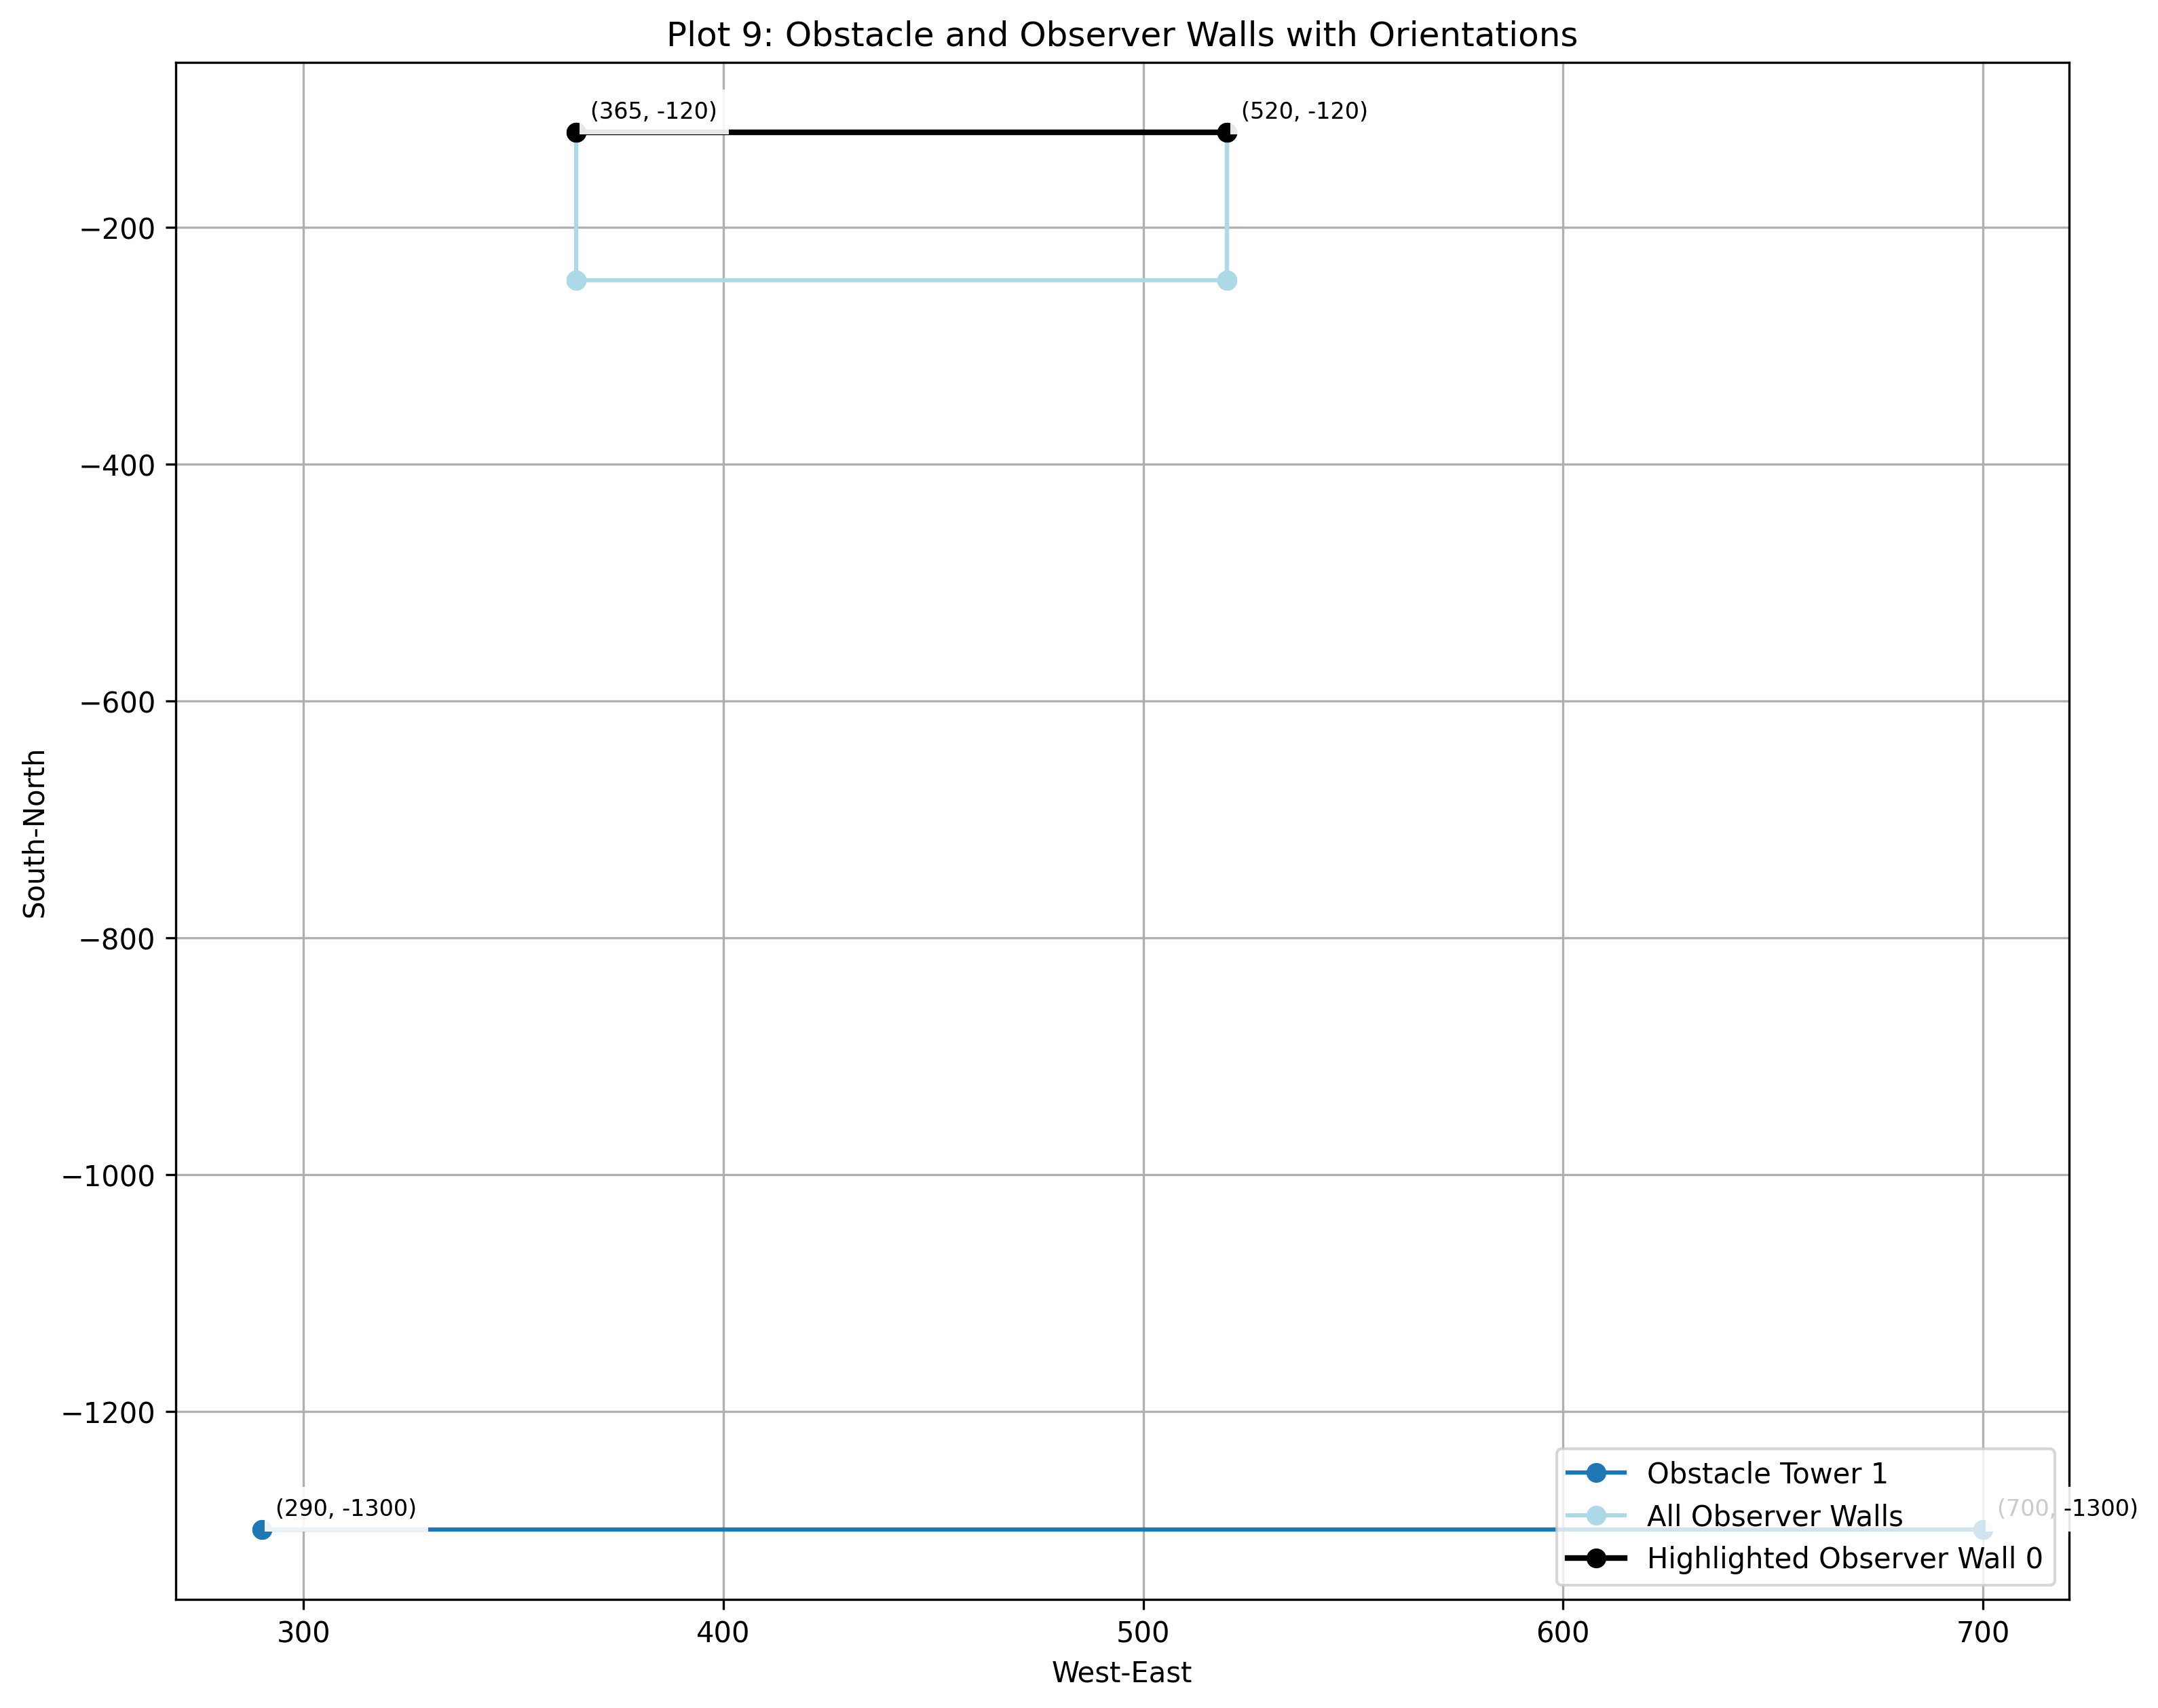 Plot 9: Obstacle and Observer Walls with Orientations
(365, -120)
(520, -120)
−200
−400
−600
−800
−1000
−1200
South-North
(290, -1300)
(700, -1300)
Obstacle Tower 1
All Observer Walls
Highlighted Observer Wall 0
300
400
500
600
700
West-East